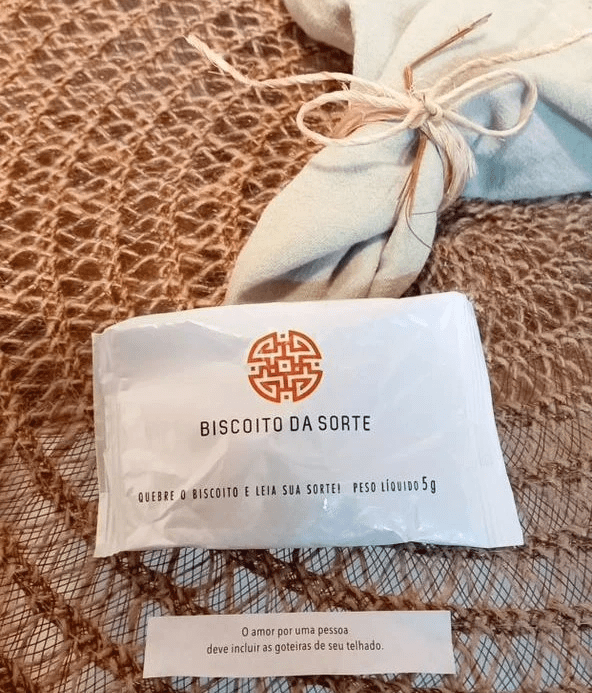 BISCOITO DA SORTE
QUEBRE O BISCOITO E LEIA SUA SORTE! PESO LÍQUIDO 5g
O amor por uma pessoa
deve incluir as goteiras de seu telhado.